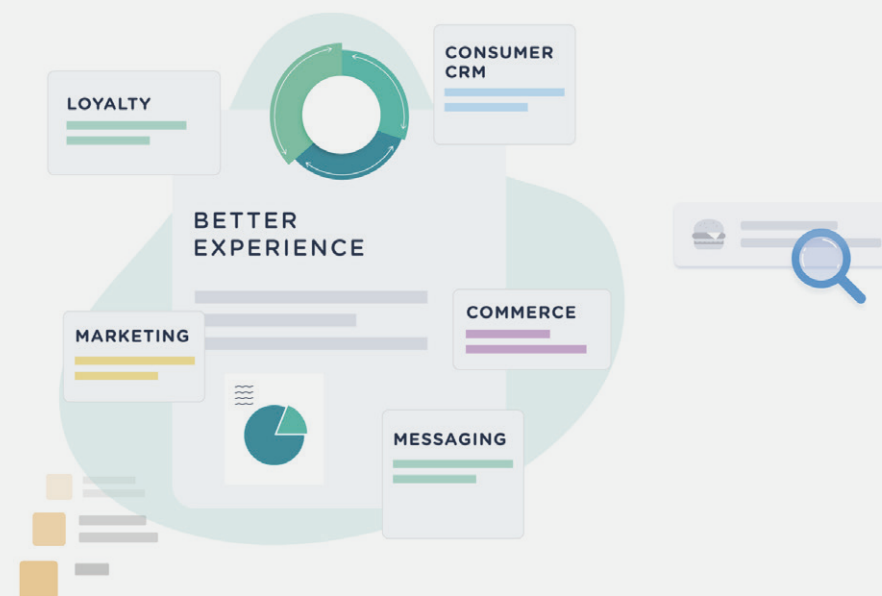 CONSUMER
CRM
LOYALTY
BETTER
EXPERIENCE
COMMERCE
MARKETING
MESSAGING